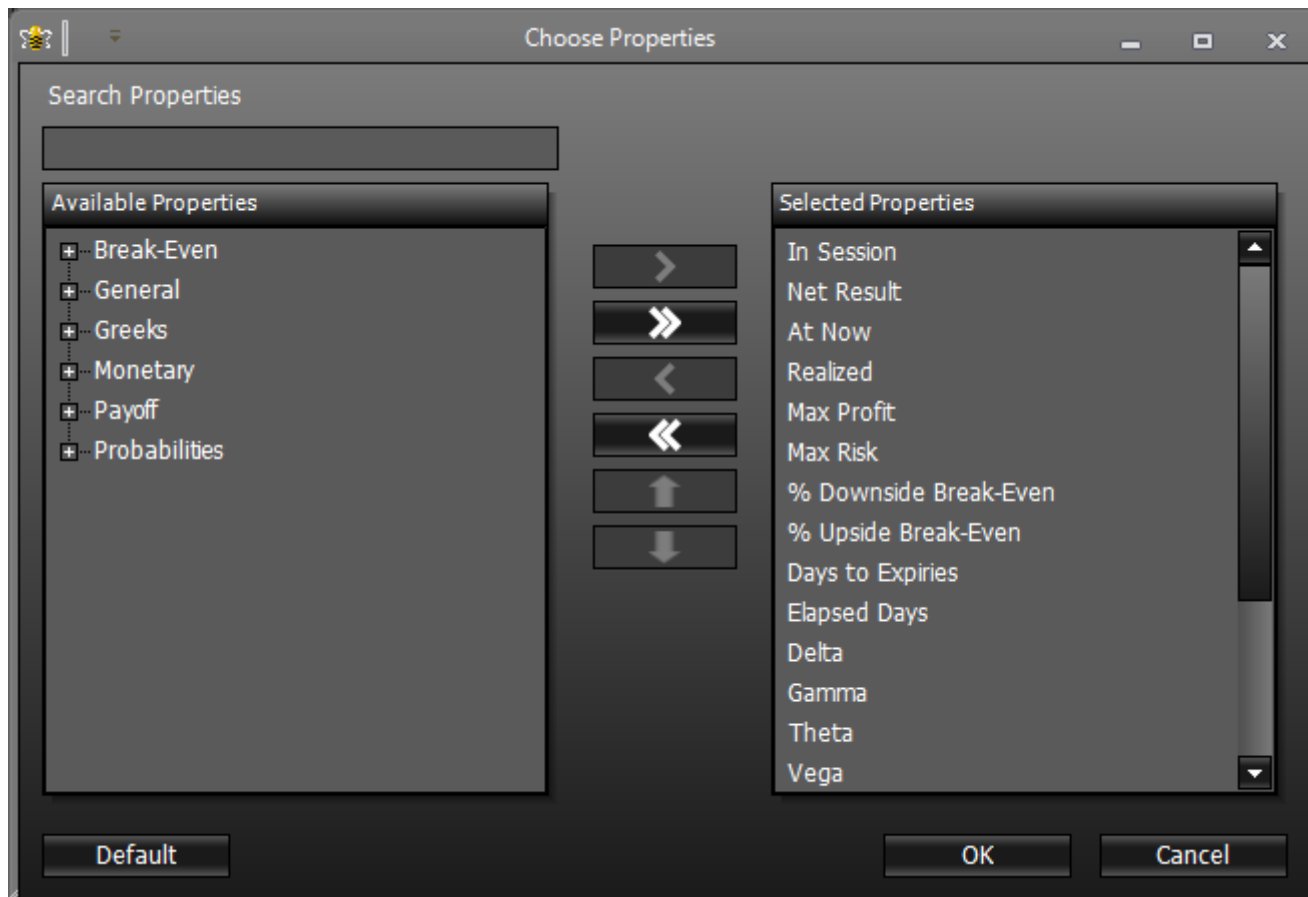 Choose Properties
Search Properties
Available Properties
Break-Even
General
Greeks
Monetary
Payoff
Probabilities
Selected Properties
In Session
Net Result
At Now
Realized
Max Profit
Max Risk
% Downside Break-Even
% Upside Break-Even
Days to Expiries
Elapsed Days
Delta
Gamma
Theta
Vega
Default
OK
Cancel